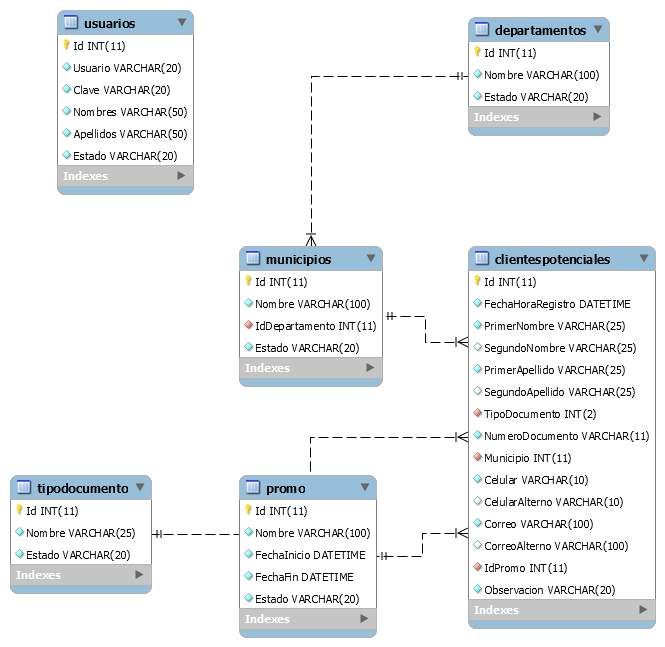 usuarios
Id INT(11)
Usuario VARCHAR(20)
Clave VARCHAR(20)
Nombres VARCHAR(50)
Apellidos VARCHAR(50)
Estado VARCHAR(20)
Indexes
departamentos
Id INT(11)
Nombre VARCHAR(100)
Estado VARCHAR(20)
Indexes
municipios
Id INT(11)
Nombre VARCHAR(100)
IdDepartamento INT(11)
Estado VARCHAR(20)
Indexes
clientespotenciales
Id INT(11)
FechaHoraRegistro DATETIME
PrimerNombre VARCHAR(25)
SegundoNombre VARCHAR(25)
PrimerApellido VARCHAR(25)
SegundoApellido VARCHAR(25)
TipoDocumento INT(2)
NumeroDocumento VARCHAR(11)
Municipio INT(11)
Celular VARCHAR(10)
CelularAlterno VARCHAR(10)
Correo VARCHAR(100)
CorreoAlterno VARCHAR(100)
IdPromo INT(11)
Observacion VARCHAR(20)
Indexes
tipodocumento
Id INT(11)
Nombre VARCHAR(25)
Estado VARCHAR(20)
Indexes
promo
Id INT(11)
Nombre VARCHAR(100)
FechaInicio DATETIME
FechaFin DATETIME
Estado VARCHAR(20)
Indexes